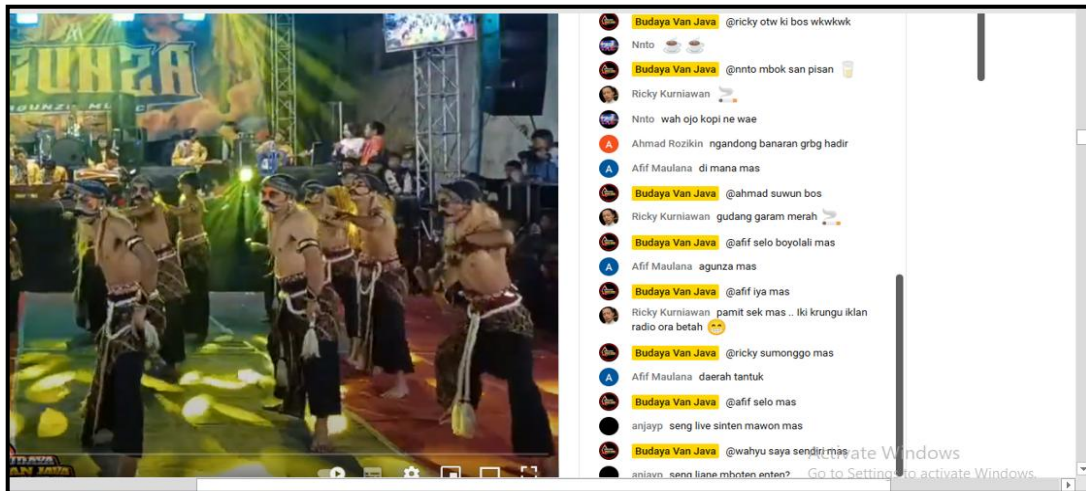 GUNZA
Budaya Van Java @ricky otw ki bos wkwkwk
Nnto
Budaya Van Java @nnto mbok san pisan
Ricky Kurniawan
Nnto wah ojo kopi ne wae
A Ahmad Rozikin ngandong banaran grbg hadir
A Afif Maulana di mana mas
Budaya Van Java @ahmad suwun bos
Ricky Kurniawan gudang garam merah
Budaya Van Java @afif selo boyolali mas
A Afif Maulana agunza mas
Budaya Van Java @afif iya mas
Ricky Kurniawan pamit sek mas .. Iki krungu iklan
radio ora betah
Budaya Van Java @ricky sumonggo mas
A Afif Maulana daerah tantuk
Budaya Van Java @afif selo mas
anjayp seng live sinten mawon mas
Budaya Van Java @wahyu saya sendiri mas
anjayp seng liane mboten enten?
Activate Windows
Go to Settings to activate Windows.